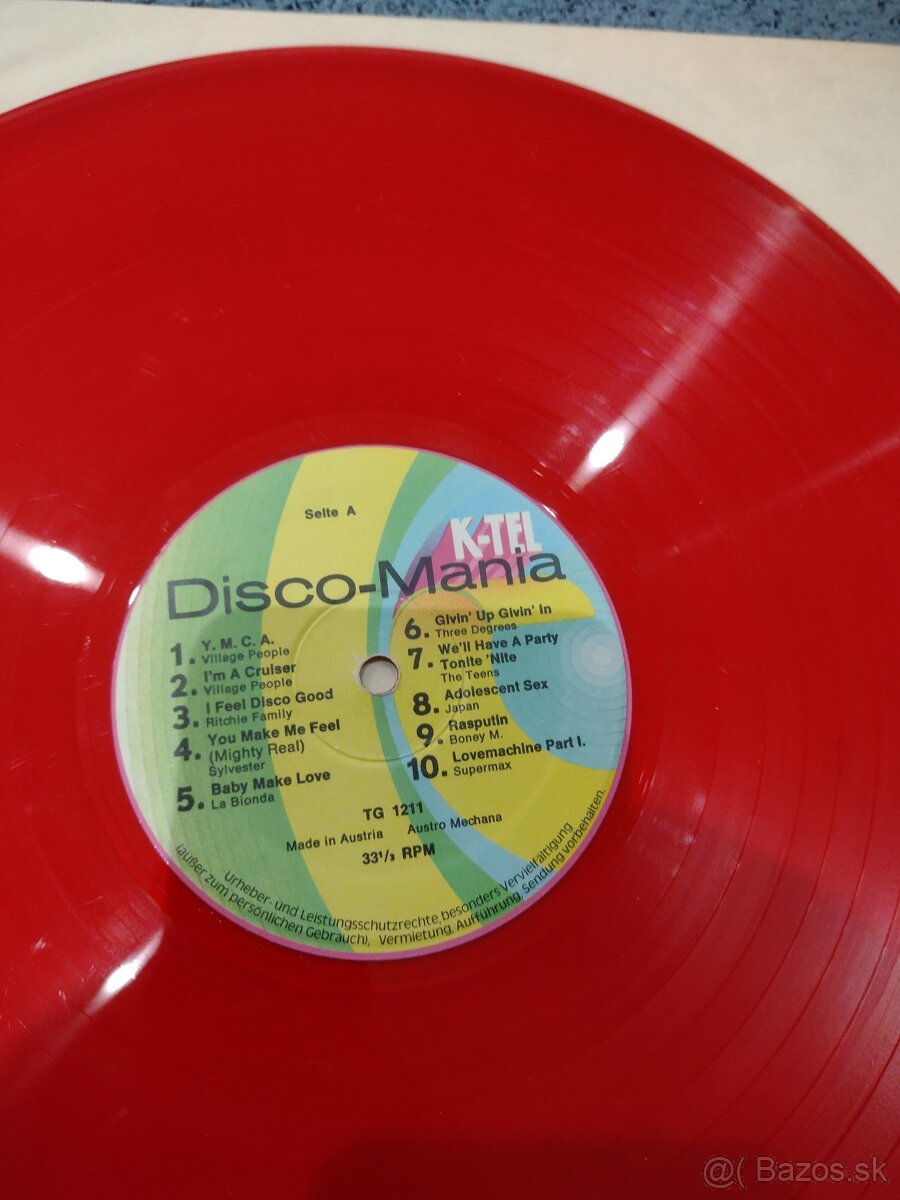 Seite A
K-TEL
Disco-Mania
1. Y. M. C. A.
Village People
2. I'm A Cruiser
Village People
3. I Feel Disco Good
Ritchie Family
4. You Make Me Feel
(Mighty Real)
Sylvester
5. Baby Make Love
La Bionda
6. Givin' Up Givin' In
Three Degrees
7. We'll Have A Party
Tonite 'Nite
The Teens
8. Adolescent Sex
Japan
9. Rasputin
Boney M.
10. Lovemachine Part I.
Supermax
TG 1211
Made in Austria Austro Mechana
33⅓ RPM
Urheber- und Leistungsschutzrechte, besonders Vervielfältigung
(außer zum persönlichen Gebrauch), Vermietung, Aufführung, Sendung vorbehalten.
@( Bazos.sk